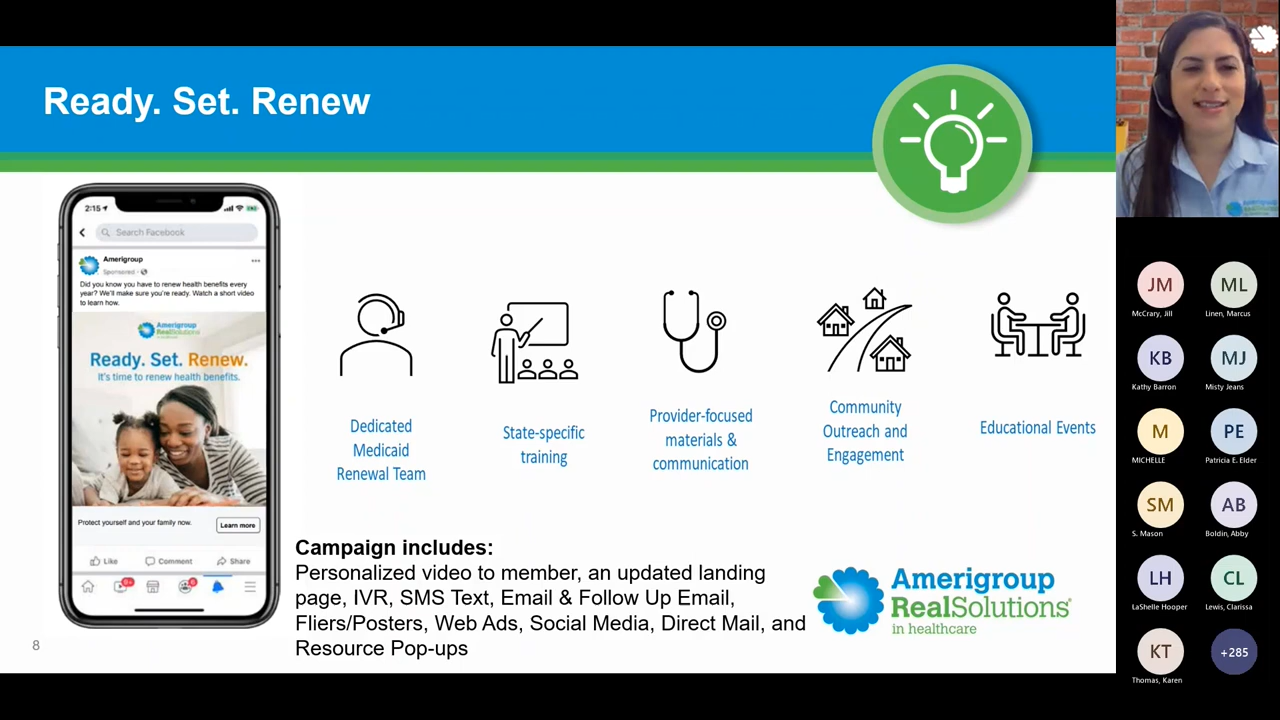 Ready. Set. Renew
2:15
Search Facebook
Amerigroup
Sponsored ·
Did you know you have to renew health benefits every
year? We'll make sure you're ready. Watch a short video
to learn how.
Amerigroup
RealSolutions
in healthcare
Ready. Set. Renew.
It's time to renew health benefits.
Protect yourself and your family now.
Learn more
Like
Comment
Share
Dedicated
Medicaid
Renewal Team
State-specific
training
Provider-focused
materials &
communication
Community
Outreach and
Engagement
Educational Events
Campaign includes:
Personalized video to member, an updated landing
page, IVR, SMS Text, Email & Follow Up Email,
Fliers/Posters, Web Ads, Social Media, Direct Mail, and
Resource Pop-ups
Amerigroup
RealSolutions®
in healthcare
8
JM
McCrary, Jill
ML
Linen, Marcus
KB
Kathy Barron
MJ
Misty Jeans
M
MICHELLE
PE
Patricia E. Elder
SM
S. Mason
AB
Boldin, Abby
LH
LaShelle Hooper
CL
Lewis, Clarissa
KT
Thomas, Karen
+285